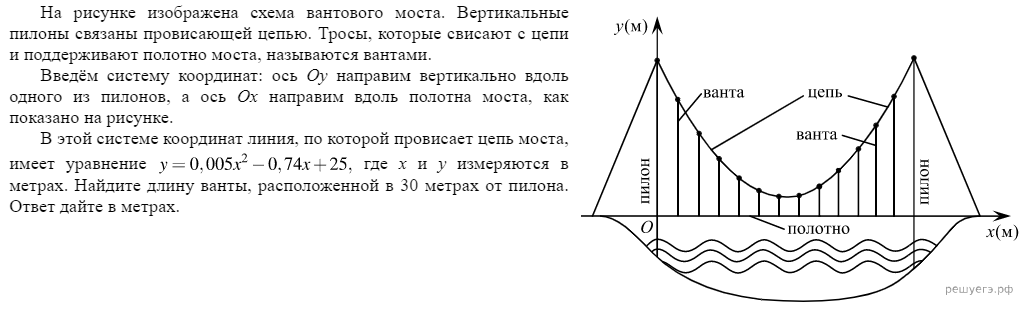 На рисунке изображена схема вантового моста. Вертикальные
пилоны связаны провисающей цепью. Тросы, которые свисают с цепи
и поддерживают полотно моста, называются вантами.
Введём систему координат: ось Oy направим вертикально вдоль
одного из пилонов, а ось Ox направим вдоль полотна моста, как
показано на рисунке.
В этой системе координат линия, по которой провисает цепь моста,
имеет уравнение y = 0,005x² − 0,74x + 25, где x и y измеряются в
метрах. Найдите длину ванты, расположенной в 30 метрах от пилона.
Ответ дайте в метрах.
y(м)
ванта
цепь
ванта
пилон
пилон
O
полотно
x(м)
решуегэ.рф